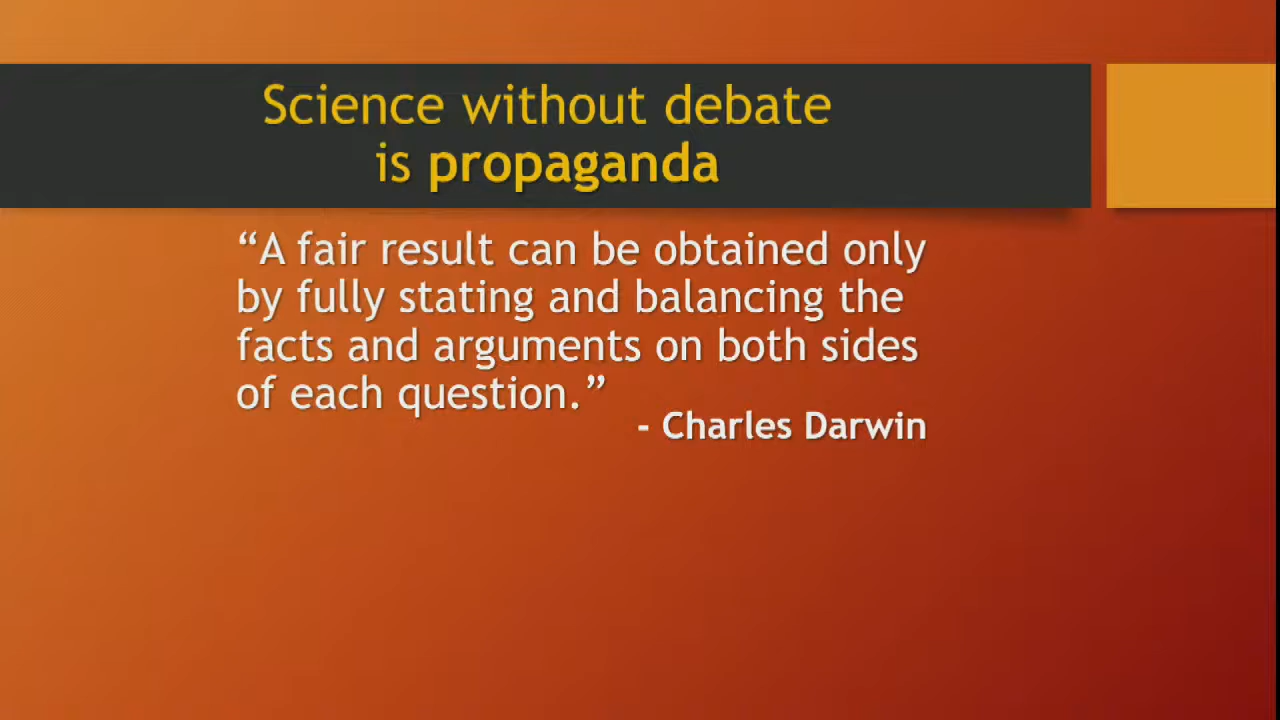 Science without debate
is propaganda
“A fair result can be obtained only
by fully stating and balancing the
facts and arguments on both sides
of each question.”
- Charles Darwin